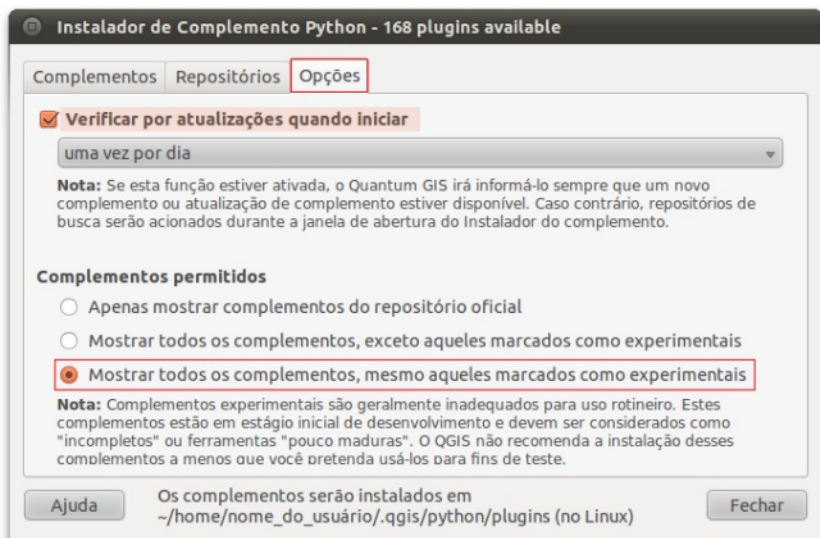 Instalador de Complemento Python - 168 plugins available
Complementos Repositórios Opções
Verificar por atualizações quando iniciar
uma vez por dia
Nota: Se esta função estiver ativada, o Quantum GIS irá informá-lo sempre que um novo
complemento ou atualização de complemento estiver disponível. Caso contrário, repositórios de
busca serão acionados durante a janela de abertura do Instalador do complemento.
Complementos permitidos
Apenas mostrar complementos do repositório oficial
Mostrar todos os complementos, exceto aqueles marcados como experimentais
Mostrar todos os complementos, mesmo aqueles marcados como experimentais
Nota: Complementos experimentais são geralmente inadequados para uso rotineiro. Estes
complementos estão em estágio inicial de desenvolvimento e devem ser considerados como
"incompletos" ou ferramentas "pouco maduras". O QGIS não recomenda a instalação desses
complementos a menos que você pretenda usá-los para fins de teste.
Ajuda
Os complementos serão instalados em
~/home/nome_do_usuário/.qgis/python/plugins (no Linux)
Fechar